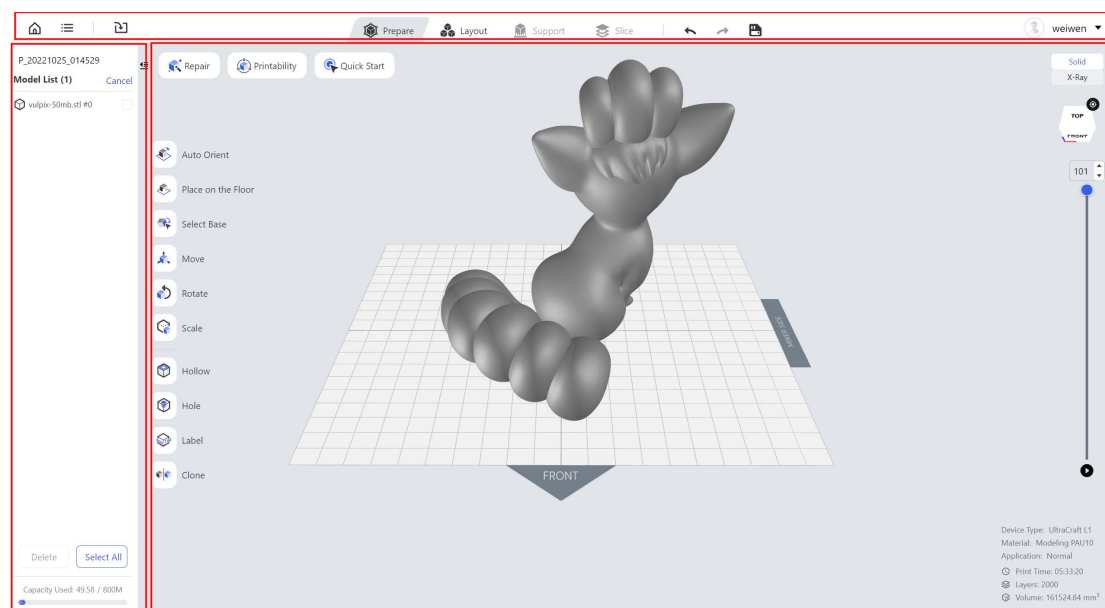 Prepare
Layout
Support
Slice
weiwen
P_20221025_014529
Model List (1)
Cancel
vulpix-50mb.stl #0
Delete
Select All
Capacity Used: 49.58 / 800M
Repair
Printability
Quick Start
Auto Orient
Place on the Floor
Select Base
Move
Rotate
Scale
Hollow
Hole
Label
Clone
FRONT
Solid
X-Ray
TOP
FRONT
101
Device Type: UltraCraft L1
Material: Modeling PAU10
Application: Normal
Print Time: 05:33:20
Layers: 2000
Volume: 161524.84 mm³